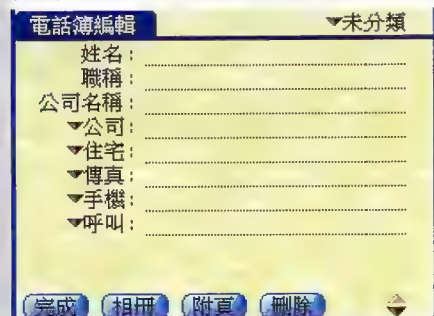 電話簿編輯 ▼未分類
姓名：
職稱：
公司名稱：
▼公司：
▼住宅：
▼傳真：
▼手機：
▼呼叫：
完成 相冊 附頁 刪除